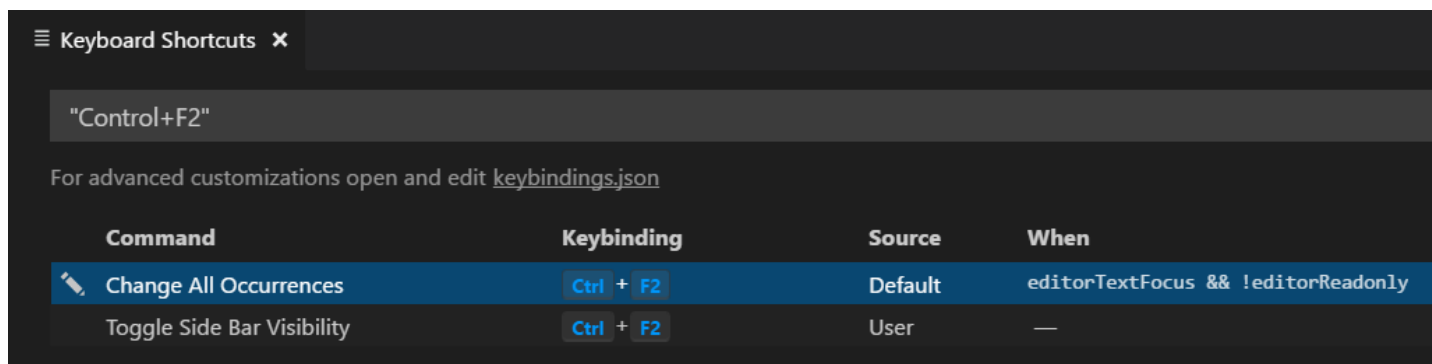 Keyboard Shortcuts ×
"Control+F2"
For advanced customizations open and edit keybindings.json
Command Keybinding Source When
Change All Occurrences Ctrl + F2 Default editorTextFocus && !editorReadonly
Toggle Side Bar Visibility Ctrl + F2 User —